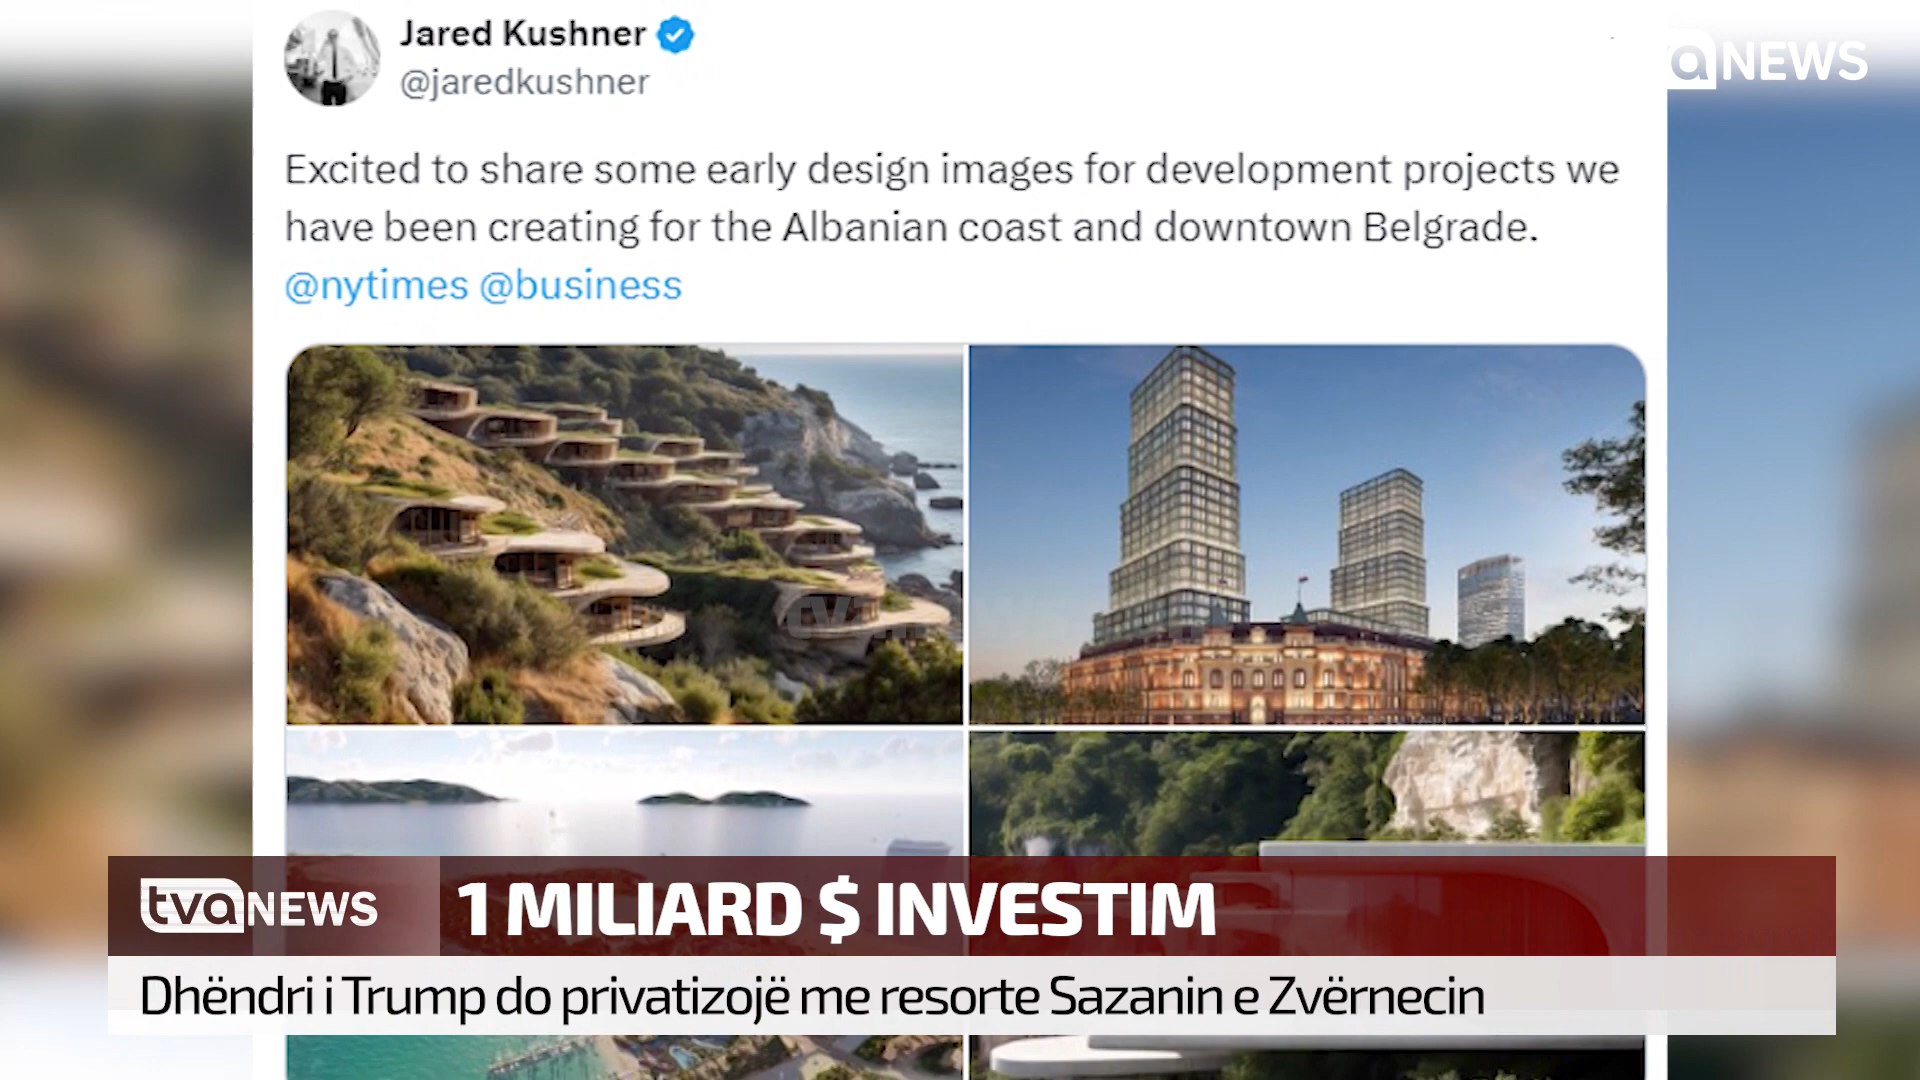 Jared Kushner
@jaredkushner
aNEWS
Excited to share some early design images for development projects we
have been creating for the Albanian coast and downtown Belgrade.
@nytimes @business
tvaNEWS
1 MILIARD $ INVESTIM
Dhëndri i Trump do privatizojë me resorte Sazanin e Zvërnecin